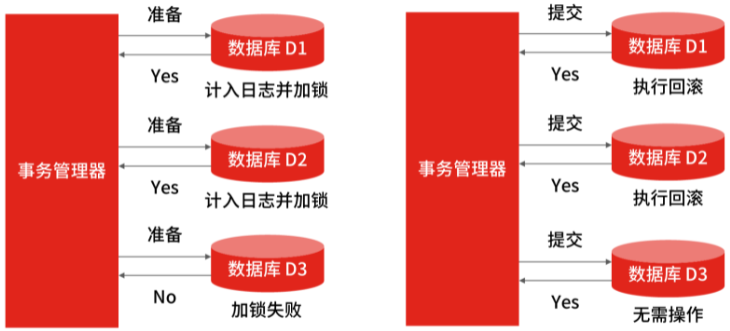 准备
数据库 D1
Yes
计入日志并加锁
准备
事务管理器
数据库 D2
Yes
计入日志并加锁
准备
数据库 D3
No
加锁失败
提交
数据库 D1
Yes
执行回滚
提交
事务管理器
数据库 D2
Yes
执行回滚
提交
数据库 D3
Yes
无需操作